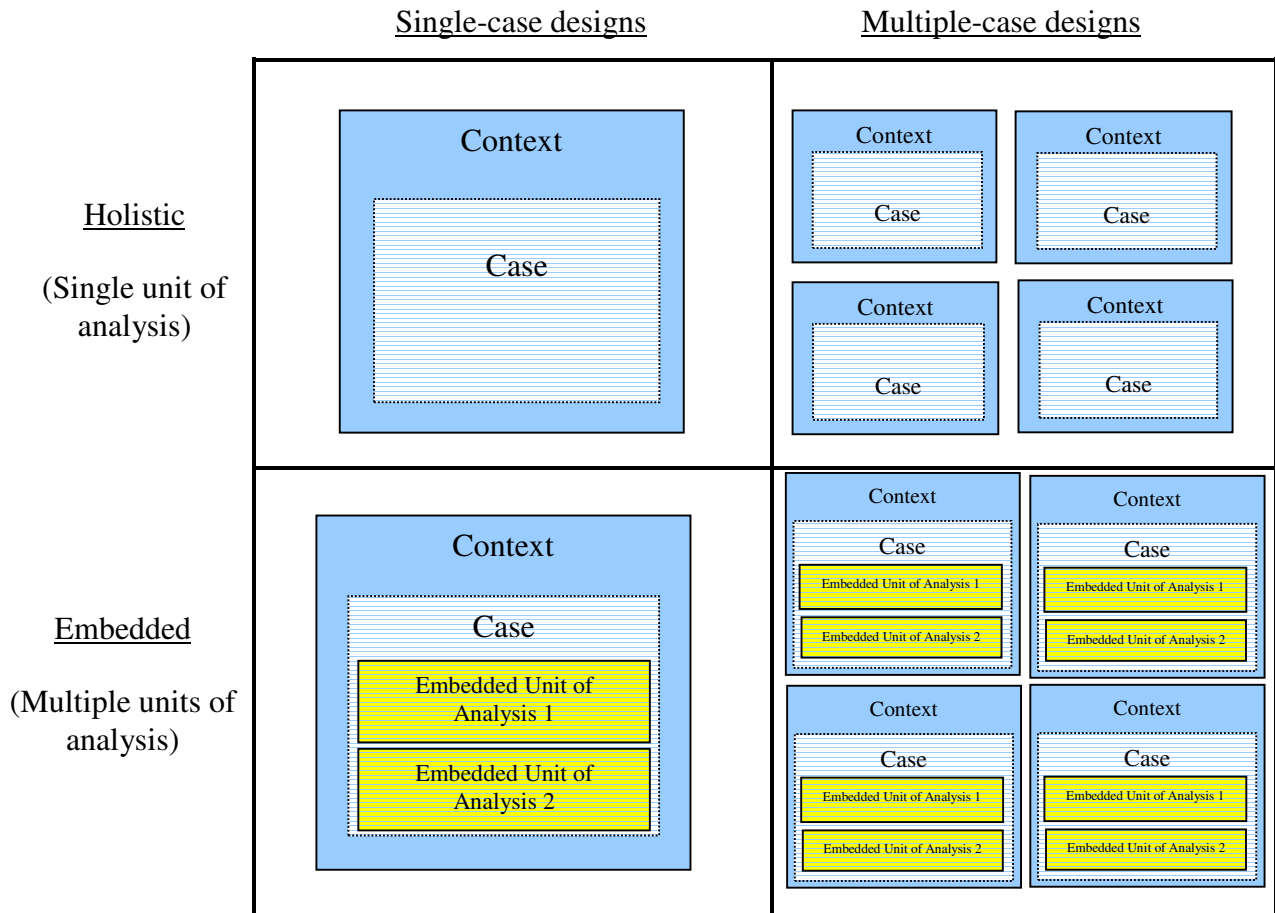 Single-case designs
Multiple-case designs
Holistic
(Single unit of
analysis)
Context
Case
Context
Case
Context
Case
Context
Case
Context
Case
Embedded
(Multiple units of
analysis)
Context
Case
Embedded Unit of
Analysis 1
Embedded Unit of
Analysis 2
Context
Case
Embedded Unit of Analysis 1
Embedded Unit of Analysis 2
Context
Case
Embedded Unit of Analysis 1
Embedded Unit of Analysis 2
Context
Case
Embedded Unit of Analysis 1
Embedded Unit of Analysis 2
Context
Case
Embedded Unit of Analysis 1
Embedded Unit of Analysis 2